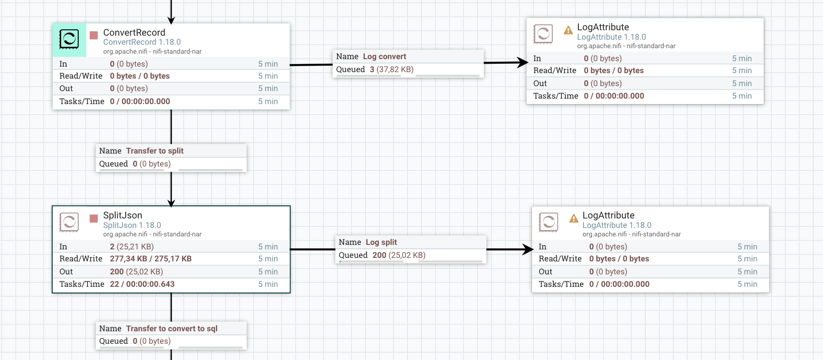 ConvertRecord
ConvertRecord 1.18.0
org.apache.nifi - nifi-standard-nar
In 0 (0 bytes) 5 min
Read/Write 0 bytes / 0 bytes 5 min
Out 0 (0 bytes) 5 min
Tasks/Time 0 / 00:00:00.000 5 min
Name Log convert
Queued 3 (37,82 KB)
LogAttribute
LogAttribute 1.18.0
org.apache.nifi - nifi-standard-nar
In 0 (0 bytes) 5 min
Read/Write 0 bytes / 0 bytes 5 min
Out 0 (0 bytes) 5 min
Tasks/Time 0 / 00:00:00.000 5 min
Name Transfer to split
Queued 0 (0 bytes)
SplitJson
SplitJson 1.18.0
org.apache.nifi - nifi-standard-nar
In 2 (25,21 KB) 5 min
Read/Write 277,34 KB / 275,17 KB 5 min
Out 200 (25,02 KB) 5 min
Tasks/Time 22 / 00:00:00.643 5 min
Name Log split
Queued 200 (25,02 KB)
LogAttribute
LogAttribute 1.18.0
org.apache.nifi - nifi-standard-nar
In 0 (0 bytes) 5 min
Read/Write 0 bytes / 0 bytes 5 min
Out 0 (0 bytes) 5 min
Tasks/Time 0 / 00:00:00.000 5 min
Name Transfer to convert to sql
Queued 0 (0 bytes)